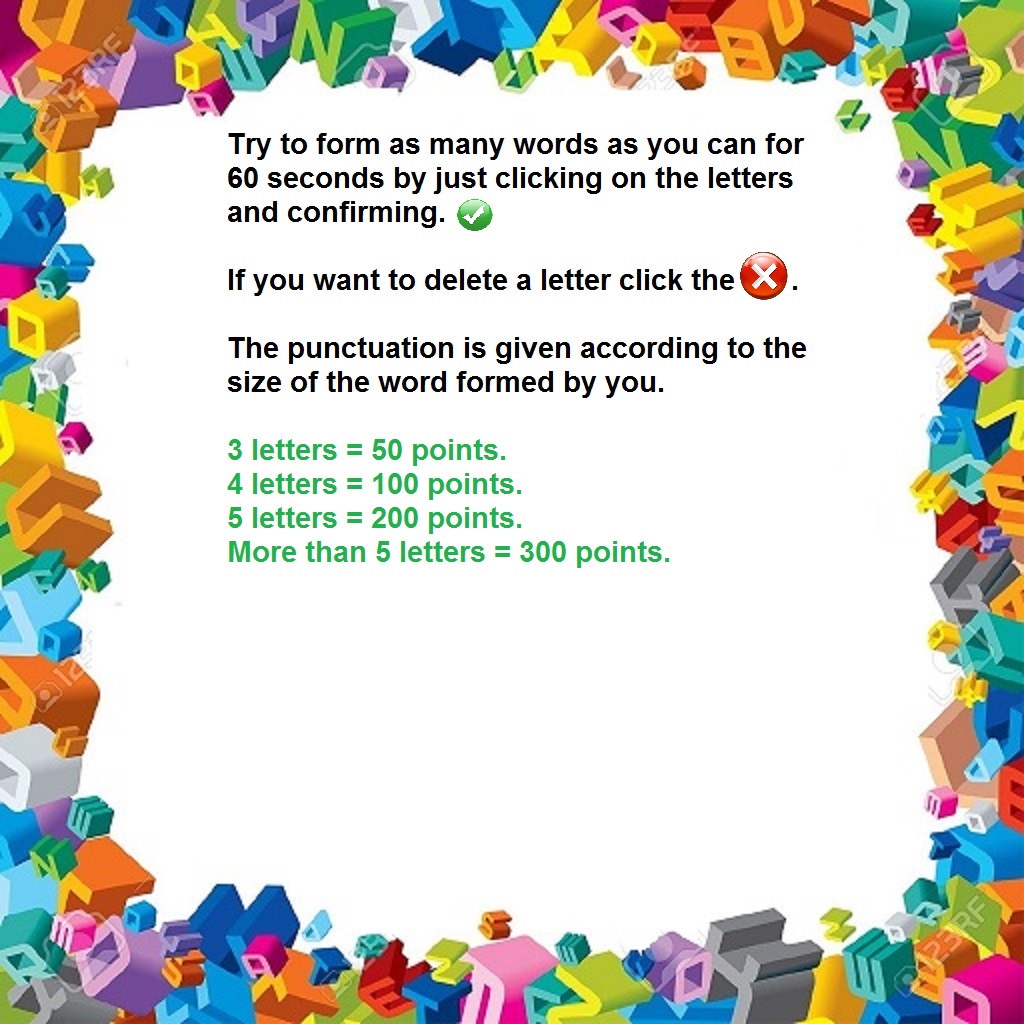 Try to form as many words as you can for
60 seconds by just clicking on the letters
and confirming.
If you want to delete a letter click the .
The punctuation is given according to the
size of the word formed by you.
3 letters = 50 points.
4 letters = 100 points.
5 letters = 200 points.
More than 5 letters = 300 points.